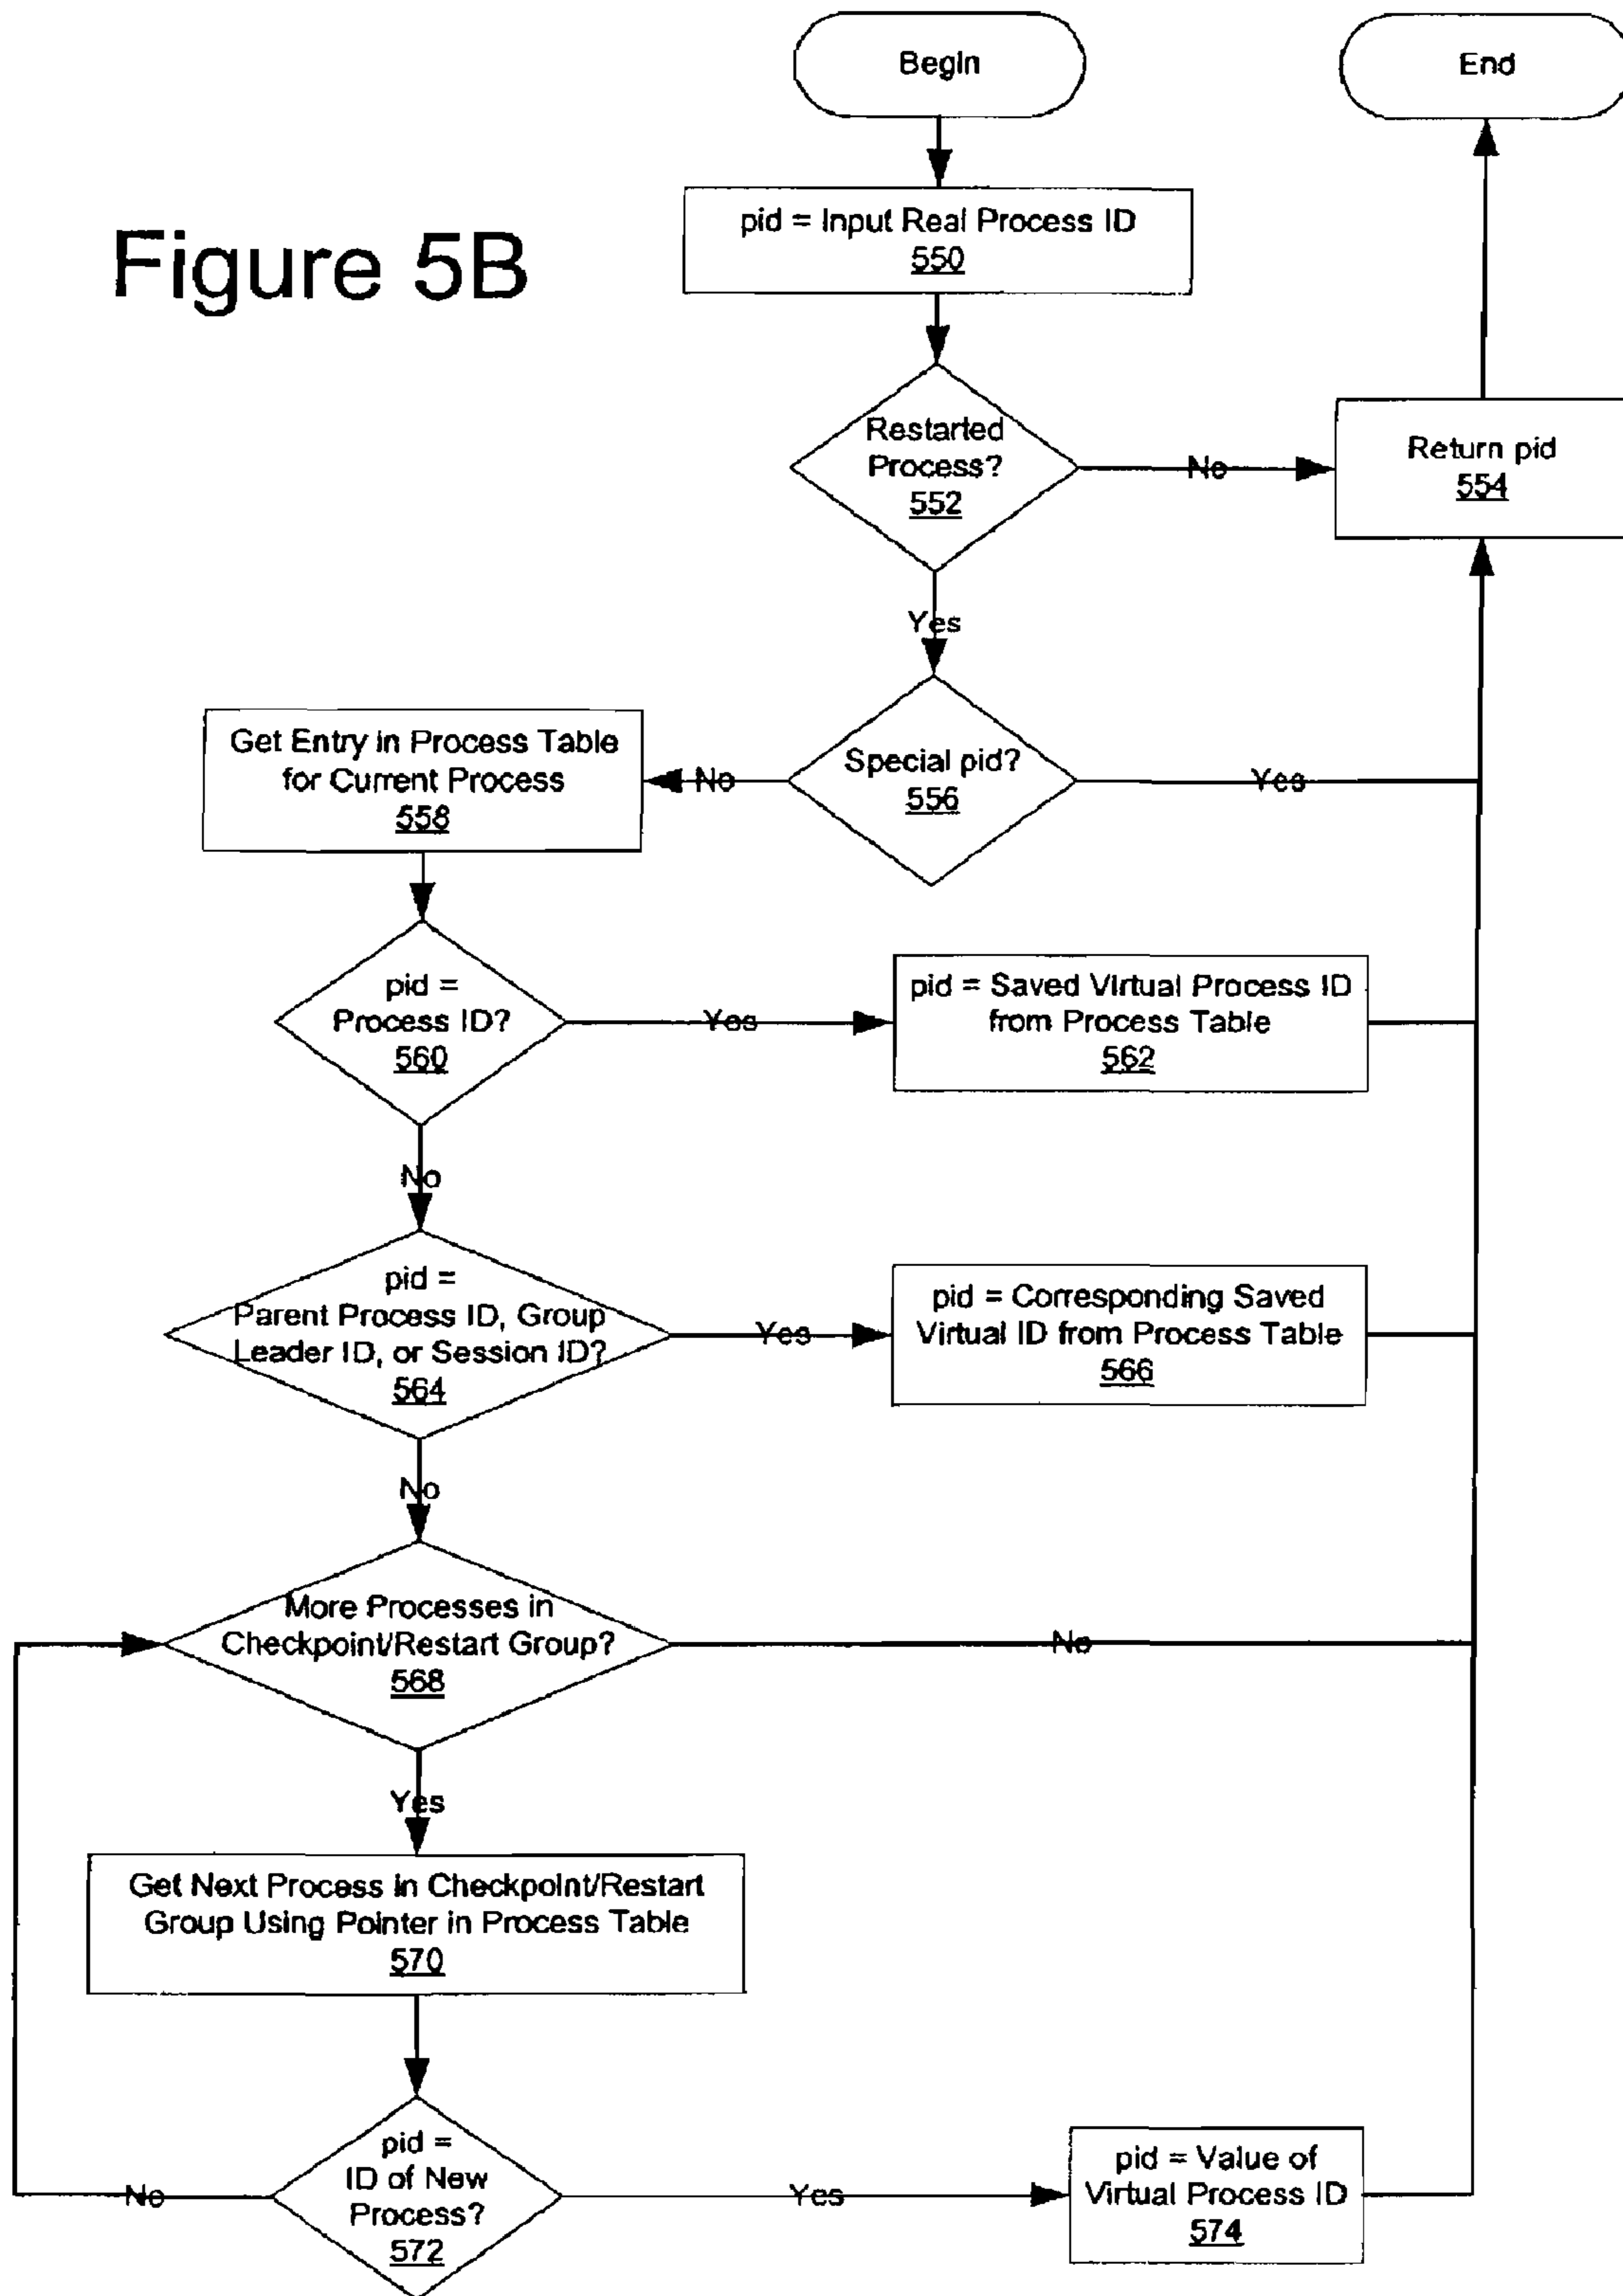 Begin
End
Figure 5B
pid = Input Real Process ID
550
Restarted
Process?
552
No
Return pid
554
Yes
Special pid?
556
Yes
No
Get Entry in Process Table
for Current Process
558
pid =
Process ID?
560
Yes
pid = Saved Virtual Process ID
from Process Table
562
No
pid =
Parent Process ID, Group
Leader ID, or Session ID?
564
Yes
pid = Corresponding Saved
Virtual ID from Process Table
566
No
More Processes in
Checkpoint/Restart Group?
568
No
Yes
Get Next Process in Checkpoint/Restart
Group Using Pointer in Process Table
570
pid =
ID of New
Process?
572
No
Yes
pid = Value of
Virtual Process ID
574